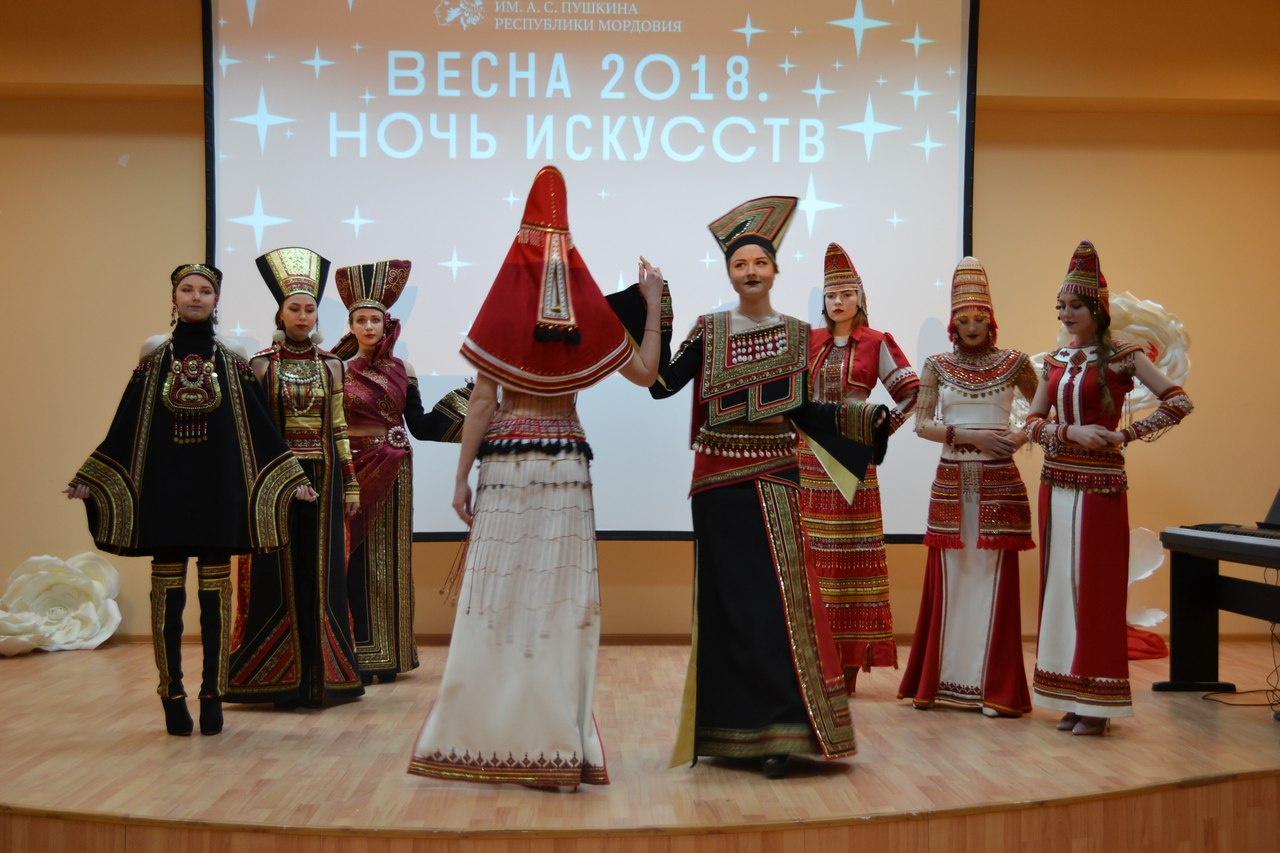 ИМ. А. С. ПУШКИНА
РЕСПУБЛИКИ МОРДОВИЯ
ВЕСНА 2018.
НОЧЬ ИСКУССТВ